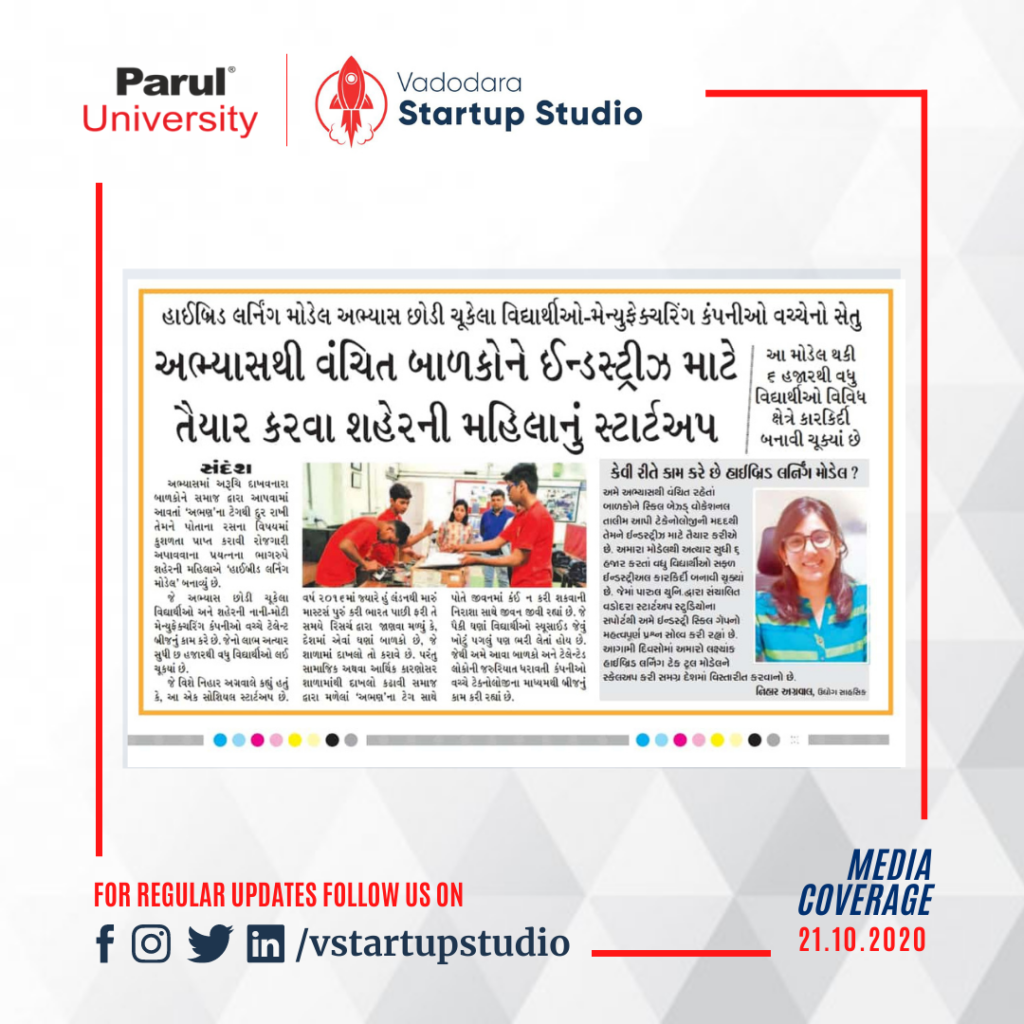 Parul®
University
Vadodara
Startup Studio
હાઈબ્રિડ લર્નિંગ મોડેલ અભ્યાસ છોડી ચૂકેલા વિદ્યાર્થીઓ-મેન્યુફેક્ચરિંગ કંપનીઓ વચ્ચેનો સેતુ
અભ્યાસથી વંચિત બાળકોને ઈન્ડસ્ટ્રીઝ માટે
તૈયાર કરવા શહેરની મહિલાનું સ્ટાર્ટઅપ
આ મોડેલ થકી
૬ હજારથી વધુ
વિદ્યાર્થીઓ વિવિધ
ક્ષેત્રે કારકિર્દી
બનાવી ચૂક્યાં છે
સંદેશ
અભ્યાસમાં અરૂચિ દાખવનારા
બાળકોને સમાજ દ્વારા આપવામાં
આવતાં 'અભણ'ના ટેગથી દુર રાખી
તેમને પોતાના રસના વિષયમાં
કુશળતા પ્રાપ્ત કરાવી રોજગારી
અપાવવાના પ્રયત્નના ભાગરુપે
શહેરની મહિલાએ 'હાઈબ્રીડ લર્નિંગ
મોડેલ' બનાવ્યું છે.
જે અભ્યાસ છોડી ચૂકેલા
વિદ્યાર્થીઓ અને શહેરની નાની-મોટી
મેન્યુફેક્ચરિંગ કંપનીઓ વચ્ચે ટેલેન્ટ
બ્રીજનું કામ કરે છે. જેનો લાભ અત્યાર
સુધી છ હજારથી વધુ વિદ્યાર્થીઓ લઈ
ચૂક્યાં છે.
જે વિશે નિહાર અગ્રવાલે કહ્યું હતું
કે, આ એક સોશિયલ સ્ટાર્ટઅપ છે.
વર્ષ ૨૦૧૬માં જ્યારે હું લંડનથી મારું
માસ્ટર્સ પુરું કરી ભારત પાછી ફરી તે
સમયે રિસર્ચ દ્વારા જાણવા મળ્યું કે,
દેશમાં એવાં ઘણાં બાળકો છે, જે
શાળામાં દાખલો તો કરાવે છે. પરંતુ
સામાજિક અથવા આર્થિક કારણોસર
શાળામાંથી દાખલો કઢાવી સમાજ
દ્વારા મળેલાં 'અભણ'ના ટેગ સાથે
પોતે જીવનમાં કંઈ ન કરી શકવાની
નિરાશા સાથે જીવન જીવી રહ્યાં છે. જે
પૈકી ઘણાં વિદ્યાર્થીઓ સ્યુસાઈડ જેવું
ખોટું પગલું પણ ભરી લેતાં હોય છે.
જેથી અમે આવા બાળકો અને ટેલેન્ટેડ
લોકોની જરુરિયાત ધરાવતી કંપનીઓ
વચ્ચે ટેક્નોલોજીના માધ્યમથી બ્રીજનું
કામ કરી રહ્યાં છે.
કેવી રીતે કામ કરે છે હાઈબ્રિડ લર્નિંગ મોડેલ ?
અમે અભ્યાસથી વંચિત રહેતાં
બાળકોને સ્કિલ બેઝ્ડ વોકેશનલ
તાલીમ આપી ટેકેનોલોજીની મદદથી
તેમને ઈન્ડસ્ટ્રીઝ માટે તૈયાર કરીએ
છે. અમારા મોડેલથી અત્યાર સુધી ૬
હજાર કરતાં વધુ વિદ્યાર્થીઓ સફળ
ઈન્ડસ્ટ્રીઅલ કારકિર્દી બનાવી ચૂક્યાં
છે. જેમાં પારુલ યુનિ.દ્વારા સંચાલિત
વડોદરા સ્ટાર્ટઅપ સ્ટુડિયોના
સપોર્ટથી અમે ઈન્ડસ્ટ્રી સ્કિલ ગેપનો
મહત્વપૂર્ણ પ્રશ્ન સોલ્વ કરી રહ્યાં છે.
આગામી દિવસોમાં અમારો લક્ષ્યાંક
હાઈબ્રિડ લર્નિંગ ટેક ટૂલ મોડેલને
સ્કેલઅપ કરી સમગ્ર દેશમાં વિસ્તારીત કરવાનો છે.
નિહાર અગ્રવાલ, ઉદ્યોગ સાહસિક
FOR REGULAR UPDATES FOLLOW US ON
/vstartupstudio
MEDIA
COVERAGE
21.10.2020